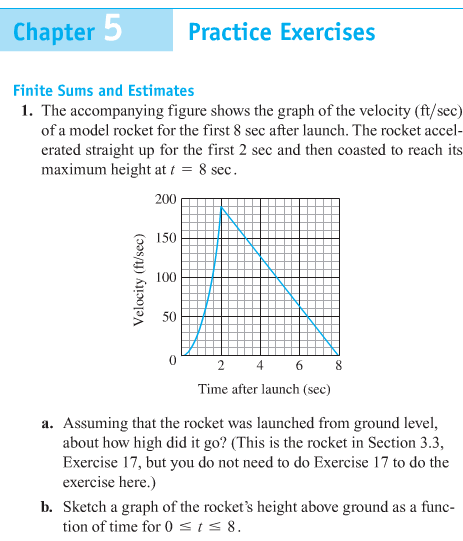 Chapter 5 Practice Exercises
Finite Sums and Estimates
1. The accompanying figure shows the graph of the velocity (ft/sec)
of a model rocket for the first 8 sec after launch. The rocket accel-
erated straight up for the first 2 sec and then coasted to reach its
maximum height at t = 8 sec.
200
150
100
50
0
Velocity (ft/sec)
2 4 6 8
Time after launch (sec)
a. Assuming that the rocket was launched from ground level,
about how high did it go? (This is the rocket in Section 3.3,
Exercise 17, but you do not need to do Exercise 17 to do the
exercise here.)
b. Sketch a graph of the rocket's height above ground as a func-
tion of time for 0 ≤ t ≤ 8.